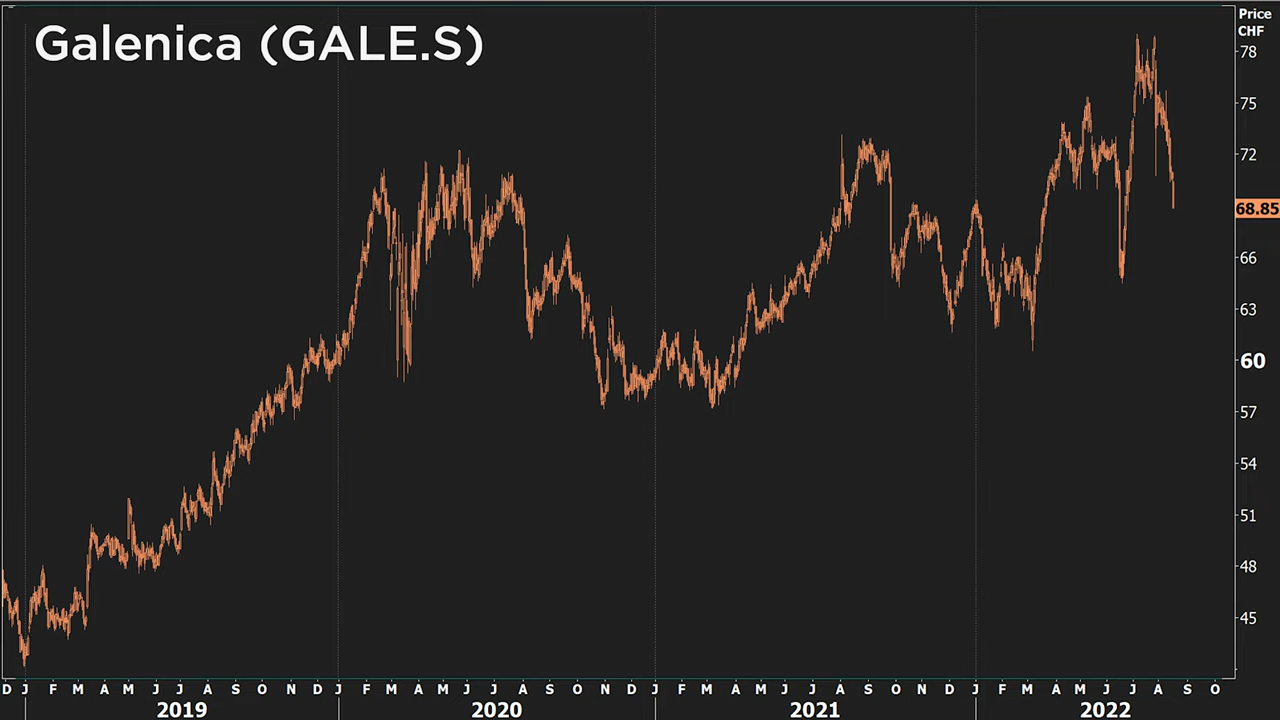 Galenica (GALE.S)
Price
CHF
78
75
72
68.85
66
63
60
57
54
51
48
45
D J F M A M J J A S O N D J F M A M J J A S O N D J F M A M J J A S O N D J F M A M J J A S O
2019 2020 2021 2022